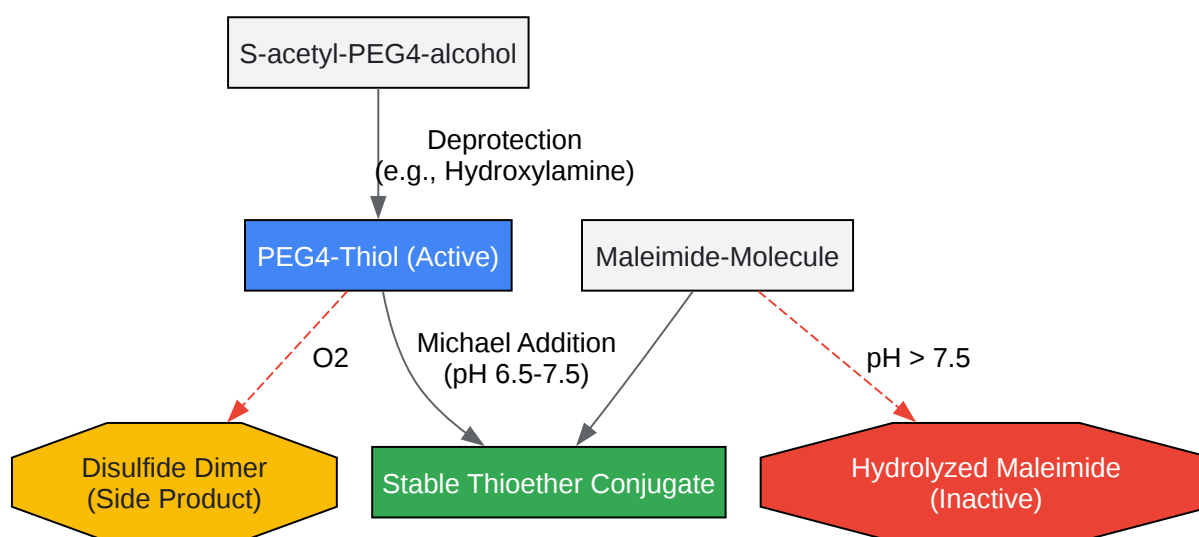 S-acetyl-PEG4-alcohol
Deprotection
(e.g., Hydroxylamine)
PEG4-Thiol (Active)
Maleimide-Molecule
O2
Michael Addition
(pH 6.5-7.5)
pH > 7.5
Disulfide Dimer
(Side Product)
Stable Thioether Conjugate
Hydrolyzed Maleimide
(Inactive)